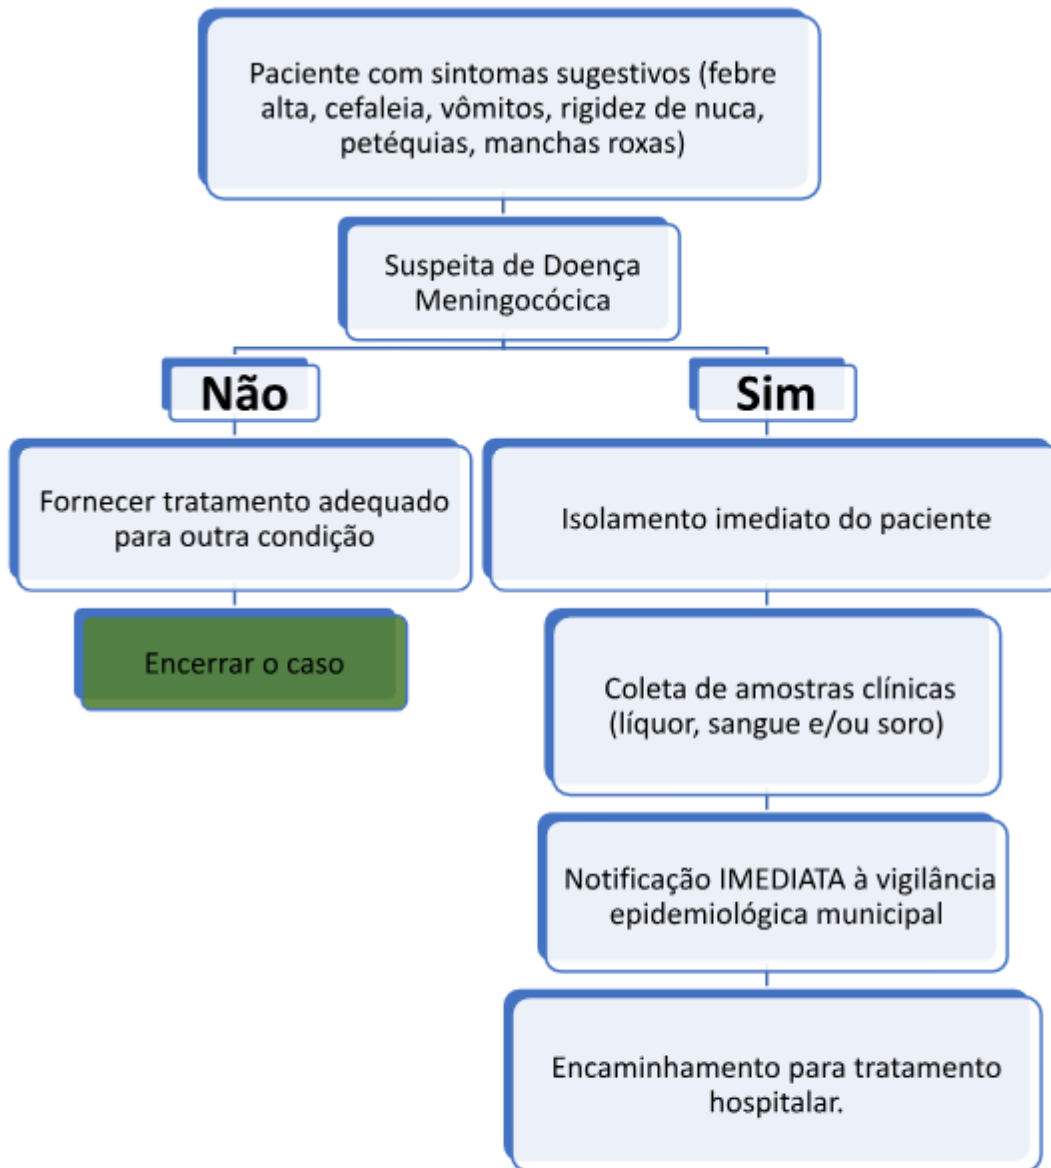 Paciente com sintomas sugestivos (febre
alta, cefaleia, vômitos, rigidez de nuca,
petéquias, manchas roxas)
Suspeita de Doença
Meningocócica
Não
Sim
Fornecer tratamento adequado
para outra condição
Isolamento imediato do paciente
Encerrar o caso
Coleta de amostras clínicas
(líquor, sangue e/ou soro)
Notificação IMEDIATA à vigilância
epidemiológica municipal
Encaminhamento para tratamento
hospitalar.